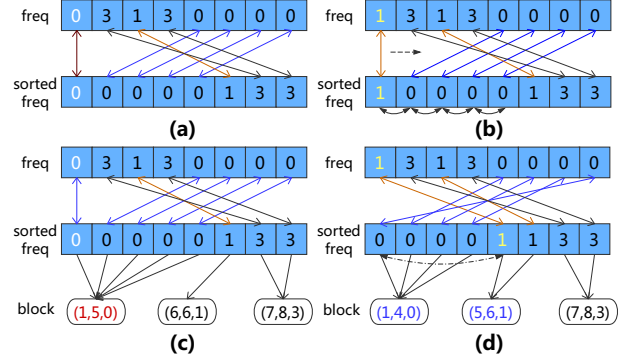 freq 0 3 1 3 0 0 0 0
sorted freq 0 0 0 0 0 1 3 3
(a)
freq 1 3 1 3 0 0 0 0
sorted freq 1 0 0 0 0 1 3 3
(b)
freq 0 3 1 3 0 0 0 0
sorted freq 0 0 0 0 0 1 3 3
block (1,5,0) (6,6,1) (7,8,3)
(c)
freq 1 3 1 3 0 0 0 0
sorted freq 0 0 0 0 1 1 3 3
block (1,4,0) (5,6,1) (7,8,3)
(d)